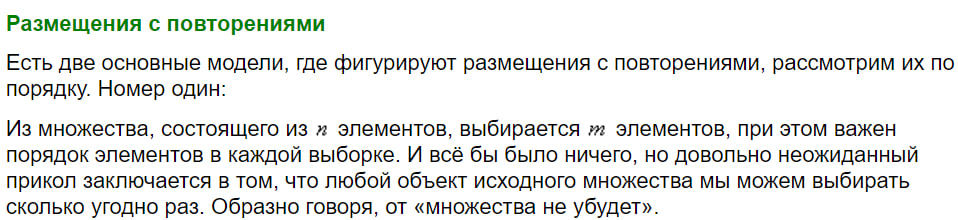 Размещения с повторениями
Есть две основные модели, где фигурируют размещения с повторениями, рассмотрим их по
порядку. Номер один:
Из множества, состоящего из n элементов, выбирается m элементов, при этом важен
порядок элементов в каждой выборке. И всё бы было ничего, но довольно неожиданный
прикол заключается в том, что любой объект исходного множества мы можем выбирать
сколько угодно раз. Образно говоря, от «множества не убудет».